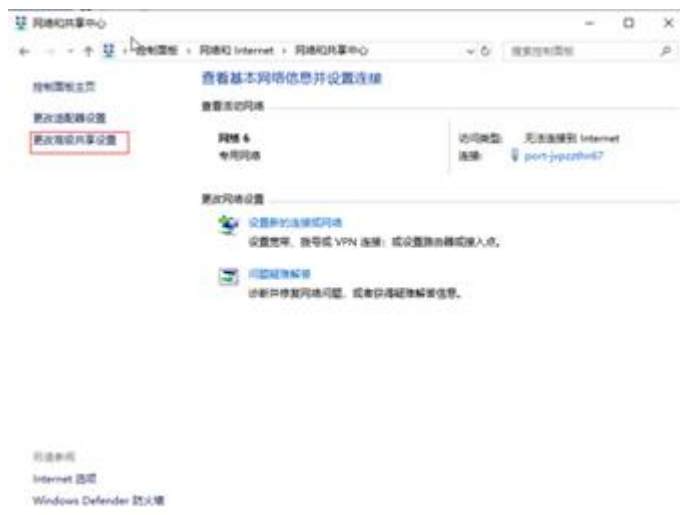 网络和共享中心
控制面板 › 网络和 Internet › 网络和共享中心
搜索控制面板
控制面板主页
更改适配器设置
更改高级共享设置
查看基本网络信息并设置连接
查看活动网络
网络 6
专用网络
访问类型: 无法连接到 Internet
连接:
更改网络设置
设置新的连接或网络
设置宽带、拨号或 VPN 连接；或设置路由器或接入点。
问题疑难解答
诊断并修复网络问题，或者获得疑难解答信息。
另请参阅
Internet 选项
Windows Defender 防火墙